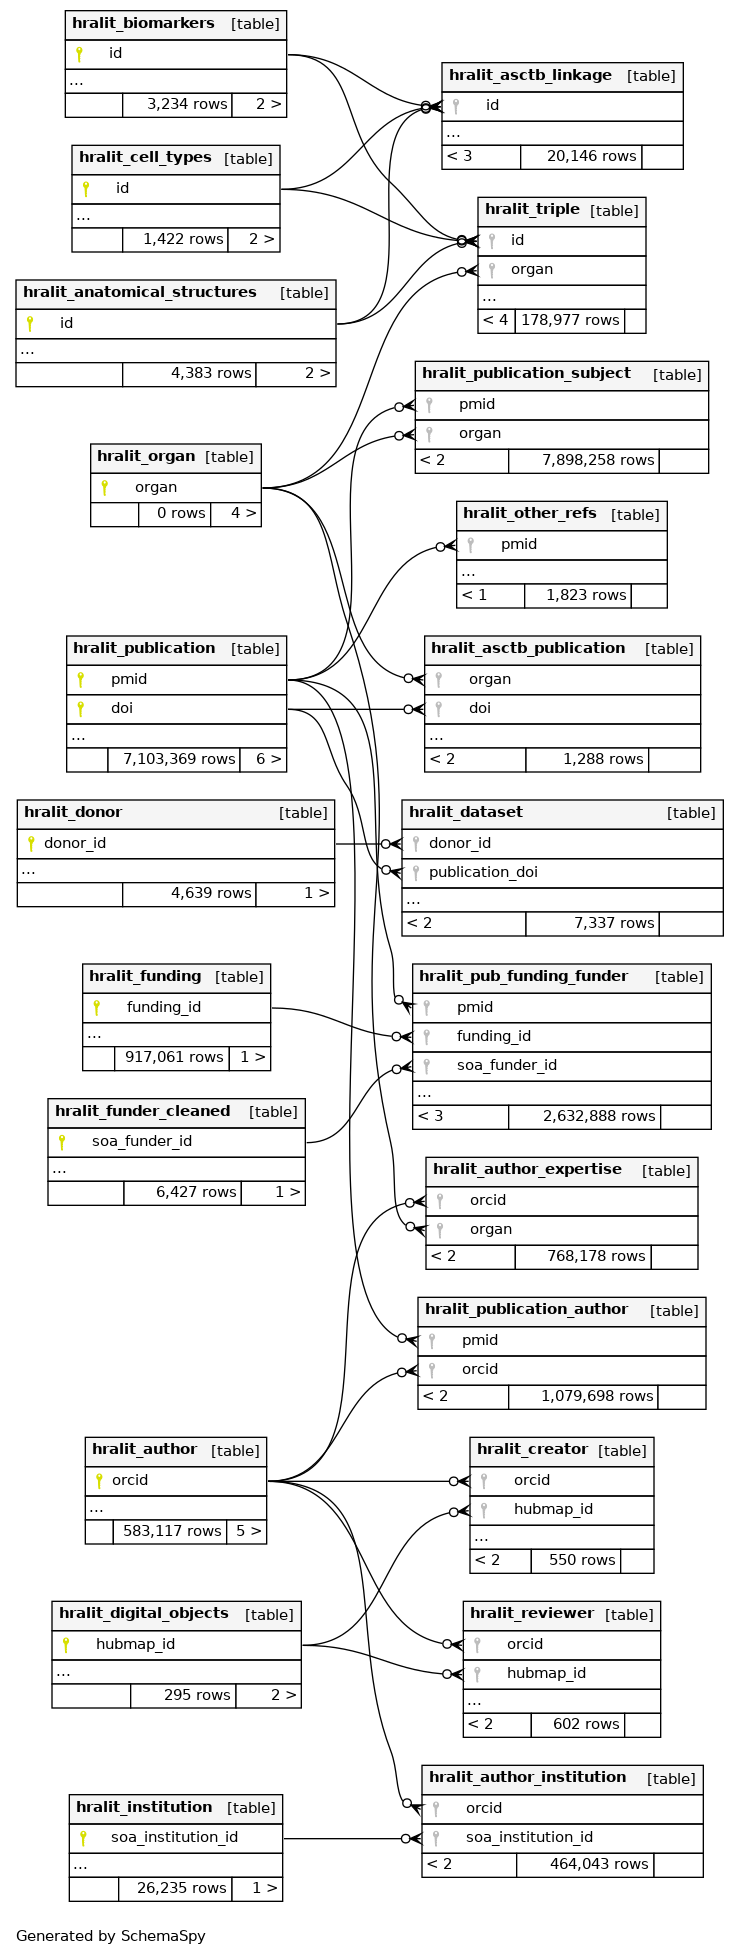 hralit_biomarkers [table]
id
...
3,234 rows 2 >
hralit_asctb_linkage [table]
id
...
< 3 20,146 rows
hralit_cell_types [table]
id
...
1,422 rows 2 >
hralit_triple [table]
id
organ
...
< 4 178,977 rows
hralit_anatomical_structures [table]
id
...
4,383 rows 2 >
hralit_publication_subject [table]
pmid
organ
< 2 7,898,258 rows
hralit_organ [table]
organ
0 rows 4 >
hralit_other_refs [table]
pmid
...
< 1 1,823 rows
hralit_publication [table]
pmid
doi
...
7,103,369 rows 6 >
hralit_asctb_publication [table]
organ
doi
...
< 2 1,288 rows
hralit_donor [table]
donor_id
...
4,639 rows 1 >
hralit_dataset [table]
donor_id
publication_doi
...
< 2 7,337 rows
hralit_funding [table]
funding_id
...
917,061 rows 1 >
hralit_pub_funding_funder [table]
pmid
funding_id
soa_funder_id
...
< 3 2,632,888 rows
hralit_funder_cleaned [table]
soa_funder_id
...
6,427 rows 1 >
hralit_author_expertise [table]
orcid
organ
< 2 768,178 rows
hralit_publication_author [table]
pmid
orcid
< 2 1,079,698 rows
hralit_author [table]
orcid
...
583,117 rows 5 >
hralit_creator [table]
orcid
hubmap_id
...
< 2 550 rows
hralit_digital_objects [table]
hubmap_id
...
295 rows 2 >
hralit_reviewer [table]
orcid
hubmap_id
...
< 2 602 rows
hralit_author_institution [table]
orcid
soa_institution_id
< 2 464,043 rows
hralit_institution [table]
soa_institution_id
...
26,235 rows 1 >
Generated by SchemaSpy